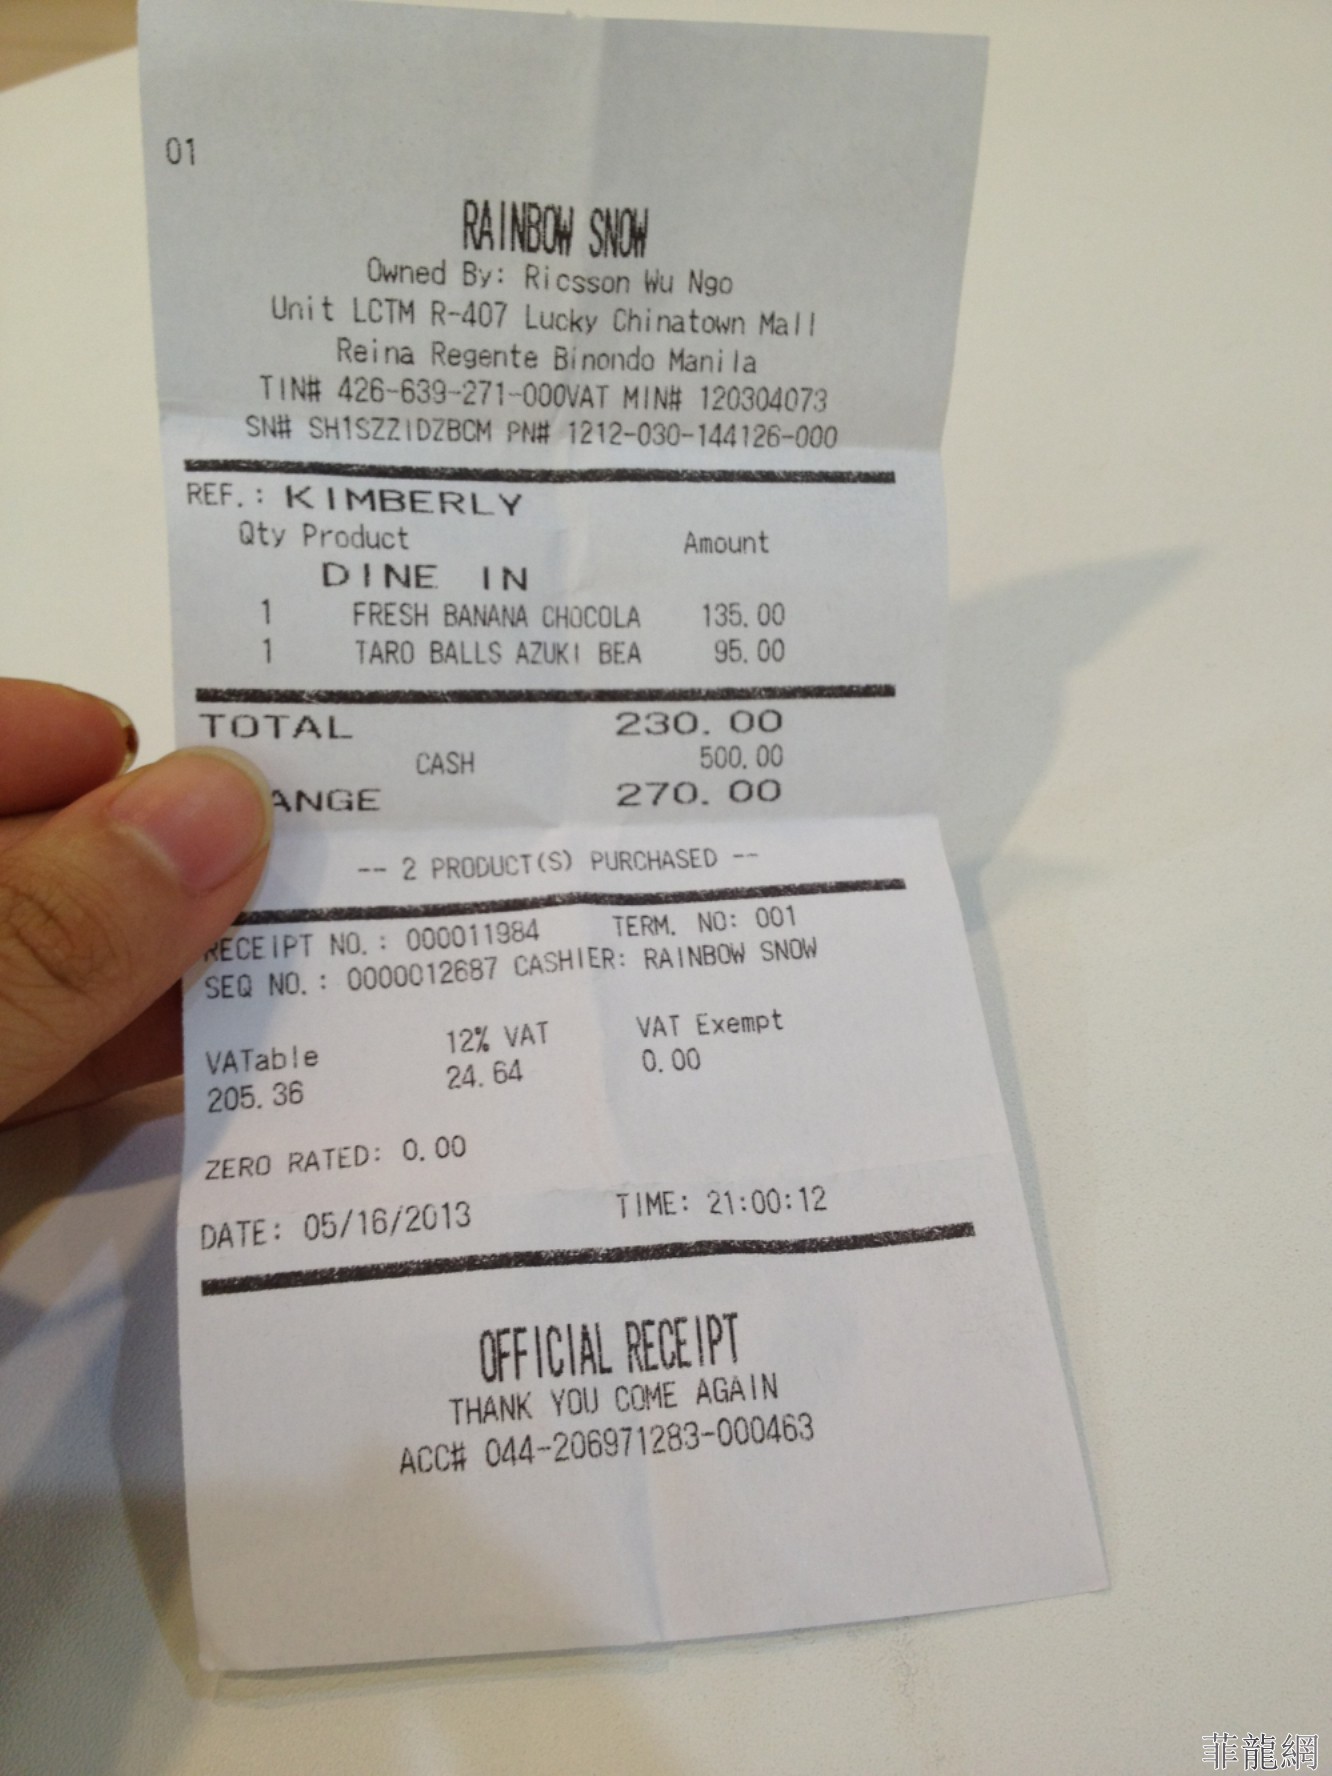 01
RAINBOW SNOW
Owned By: Ricsson Wu Ngo
Unit LCTM R-407 Lucky Chinatown Mall
Reina Regente Binondo Manila
TIN# 426-639-271-000VAT MIN# 120304073
SN# SH1SZZIDZBCM PN# 1212-030-144126-000
REF.: KIMBERLY
Qty Product Amount
DINE IN
1 FRESH BANANA CHOCOLA 135.00
1 TARO BALLS AZUKI BEA 95.00
TOTAL 230.00
CASH 500.00
ANGE 270.00
-- 2 PRODUCT(S) PURCHASED --
RECEIPT NO.: 000011984 TERM. NO: 001
SEQ NO.: 0000012687 CASHIER: RAINBOW SNOW
VATable 12% VAT VAT Exempt
205.36 24.64 0.00
ZERO RATED: 0.00
DATE: 05/16/2013 TIME: 21:00:12
OFFICIAL RECEIPT
THANK YOU COME AGAIN
ACC# 044-206971283-000463
菲龍網